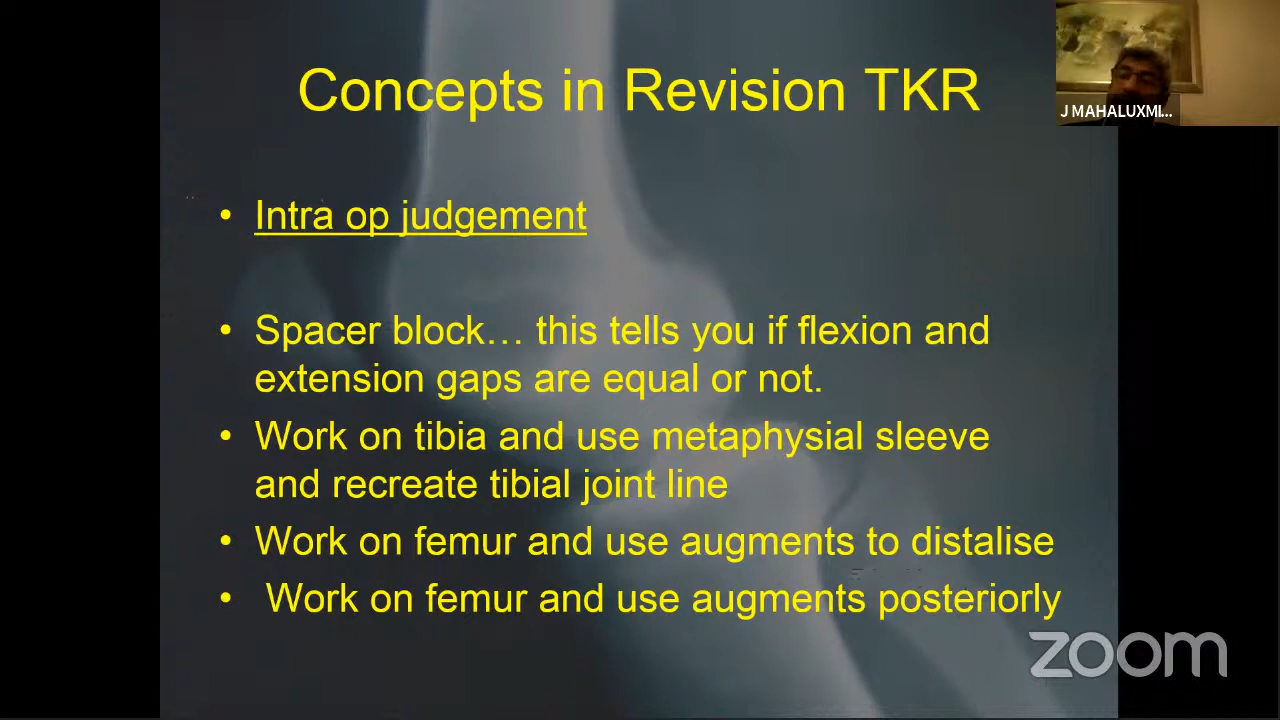 Concepts in Revision TKR
J MAHALUXMI...
• Intra op judgement
• Spacer block… this tells you if flexion and
extension gaps are equal or not.
• Work on tibia and use metaphysial sleeve
and recreate tibial joint line
• Work on femur and use augments to distalise
• Work on femur and use augments posteriorly
zoom